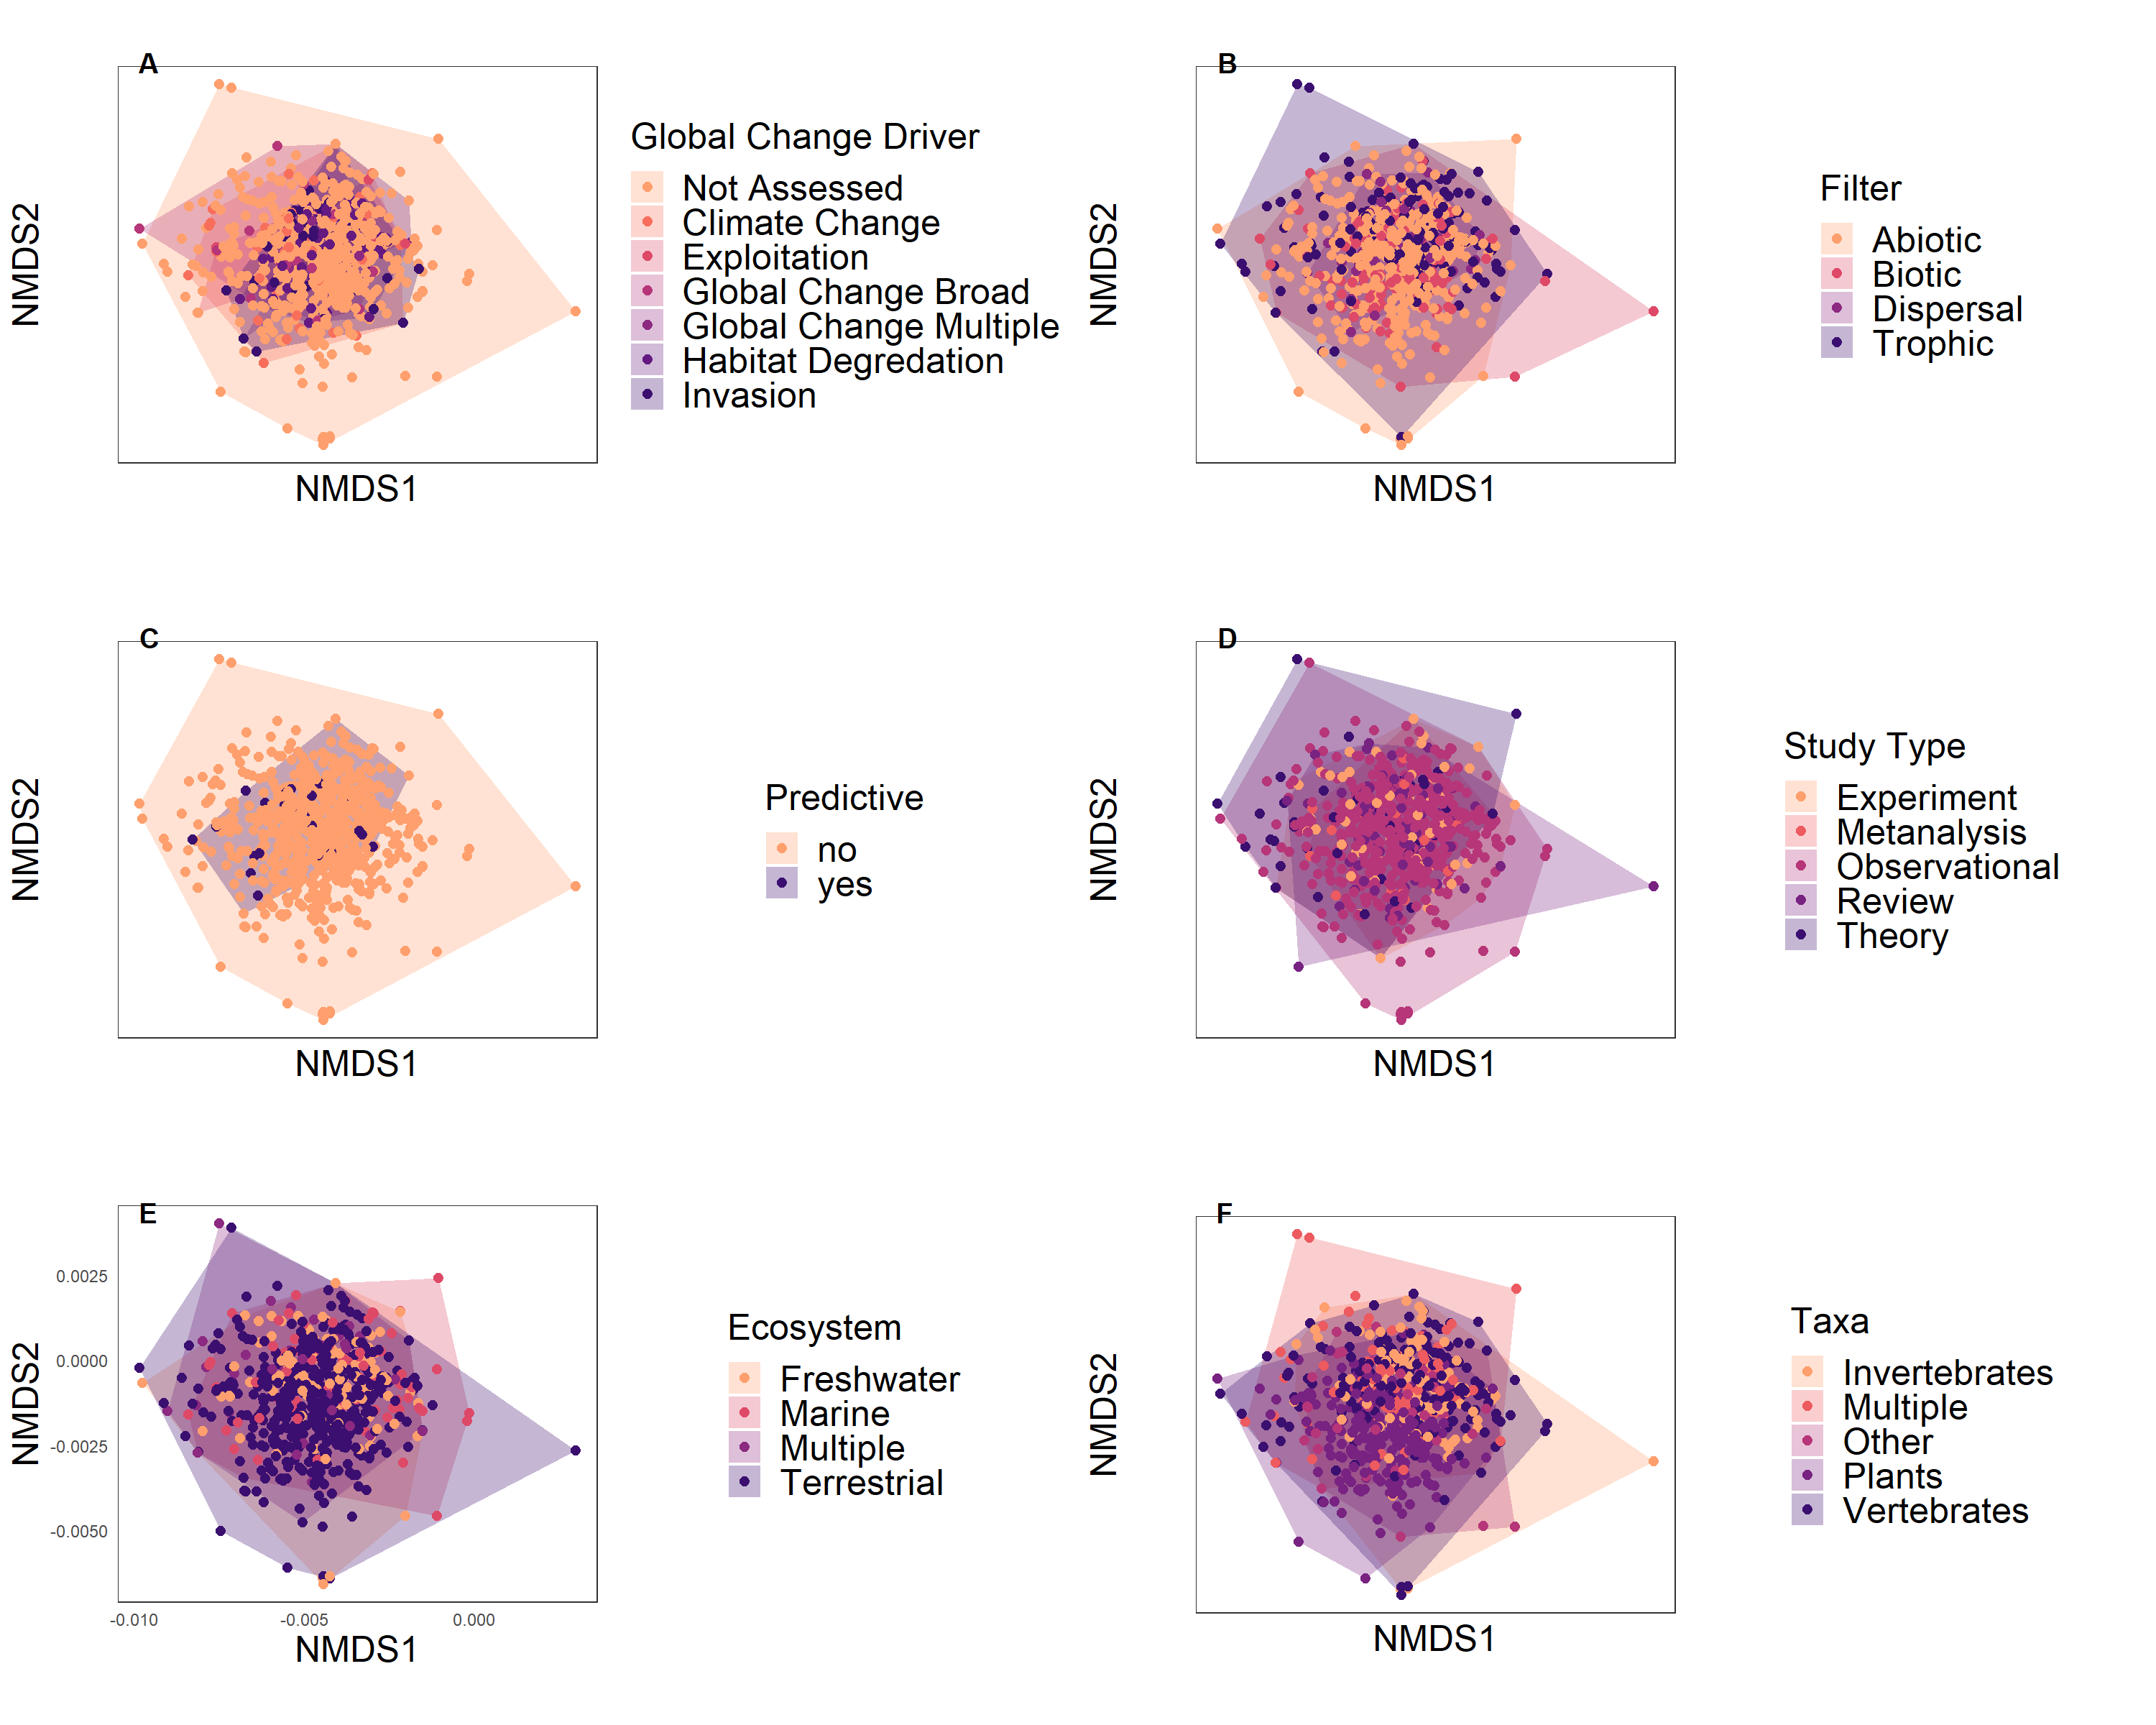 A
NMDS2
NMDS1
Global Change Driver
Not Assessed
Climate Change
Exploitation
Global Change Broad
Global Change Multiple
Habitat Degredation
Invasion
B
NMDS2
NMDS1
Filter
Abiotic
Biotic
Dispersal
Trophic
C
NMDS2
NMDS1
Predictive
no
yes
D
NMDS2
NMDS1
Study Type
Experiment
Metanalysis
Observational
Review
Theory
E
NMDS2
0.0025
0.0000
-0.0025
-0.0050
-0.010 -0.005 0.000
NMDS1
Ecosystem
Freshwater
Marine
Multiple
Terrestrial
F
NMDS2
NMDS1
Taxa
Invertebrates
Multiple
Other
Plants
Vertebrates